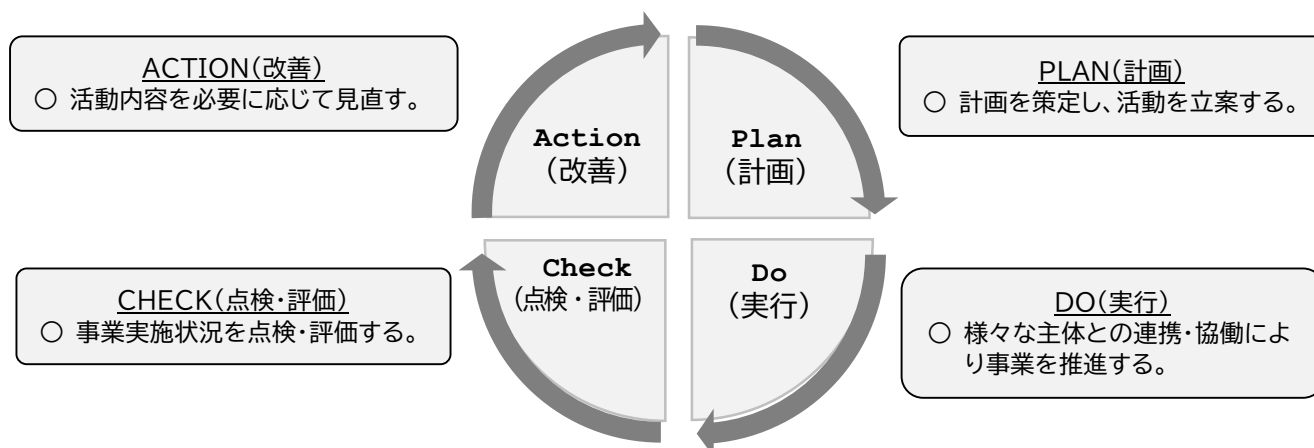 ACTION(改善)
○ 活動内容を必要に応じて見直す。
PLAN(計画)
○ 計画を策定し、活動を立案する。
Action
(改善)
Plan
(計画)
Check
(点検・評価)
Do
(実行)
CHECK(点検・評価)
○ 事業実施状況を点検・評価する。
DO(実行)
○ 様々な主体との連携・協働によ
り事業を推進する。